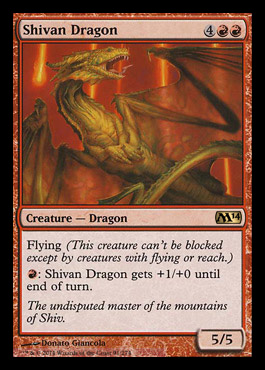 Shivan Dragon 4
Creature — Dragon M14
Flying (This creature can't be blocked
except by creatures with flying or reach.)
: Shivan Dragon gets +1/+0 until
end of turn.
The undisputed master of the mountains
of Shiv.
5/5
Donato Giancola